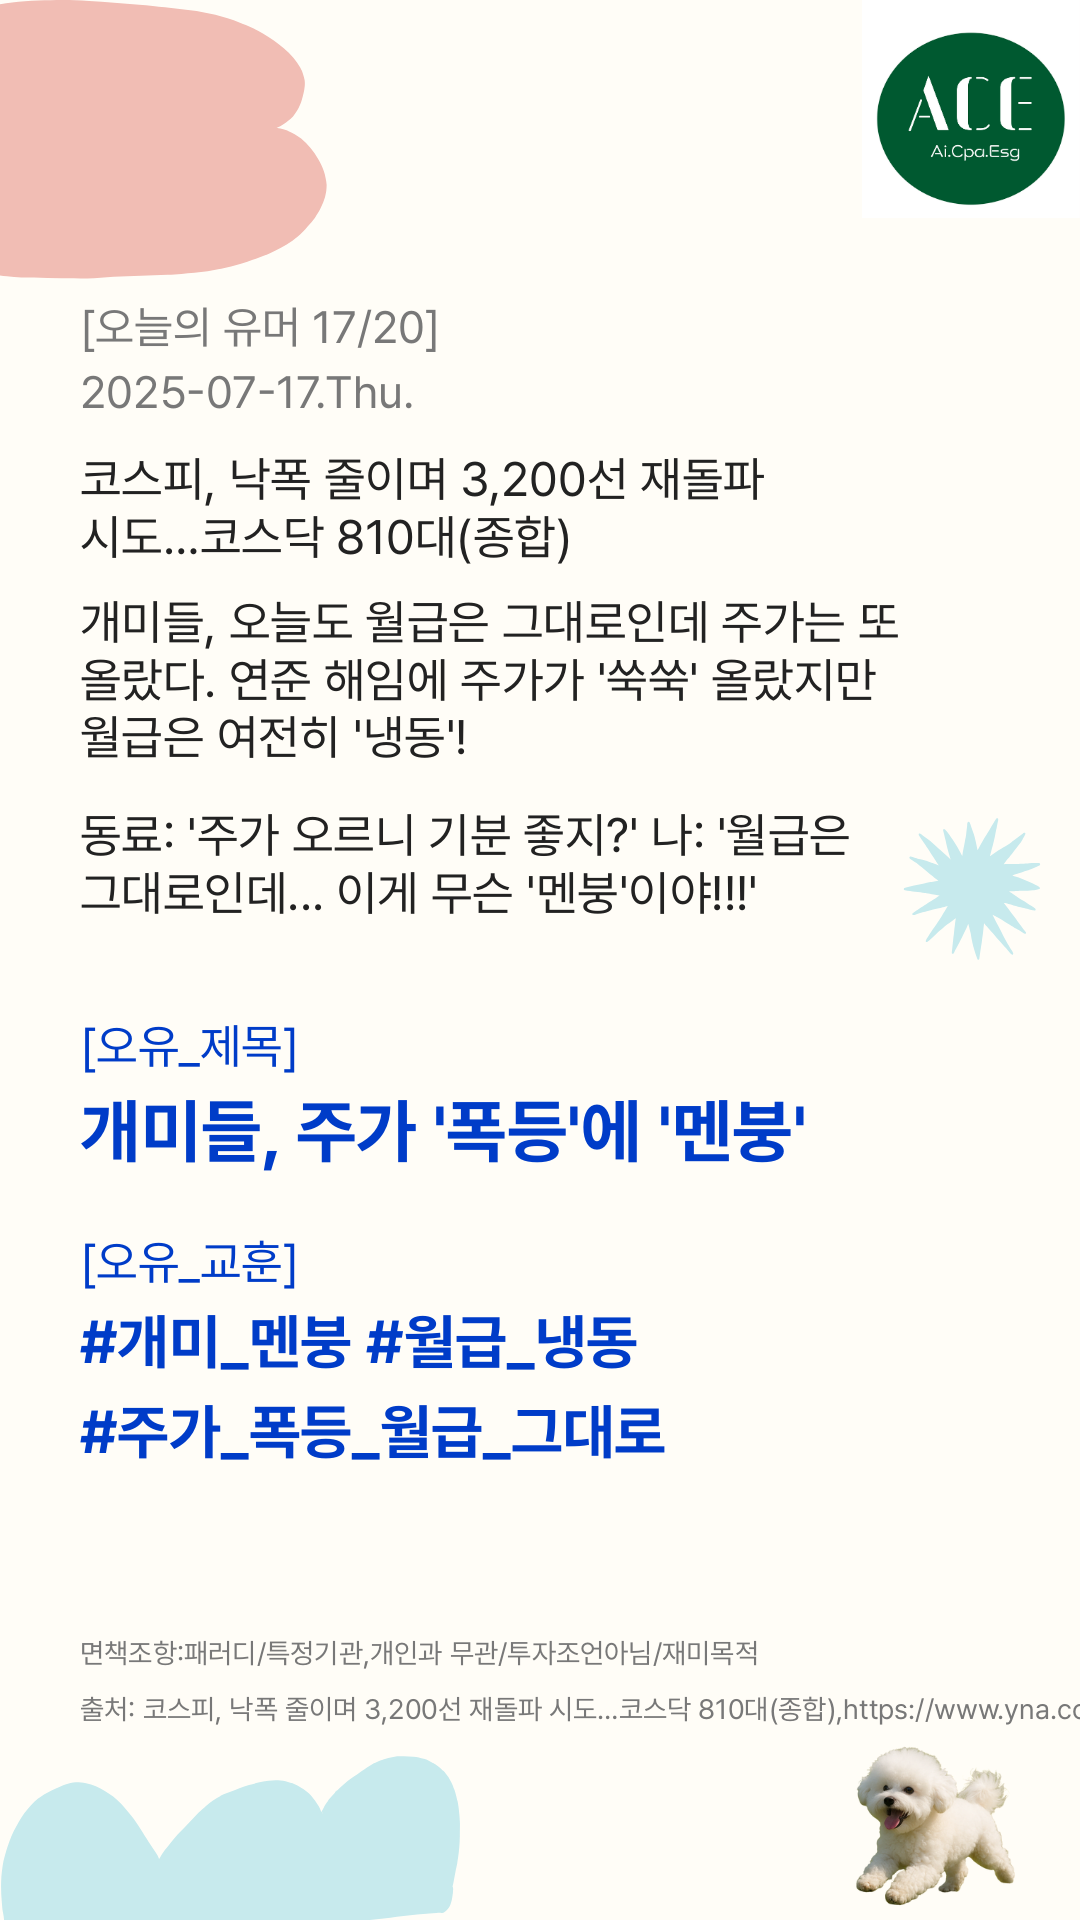 ACE
Ai.Cpa.Esg
[오늘의 유머 17/20]
2025-07-17.Thu.
코스피, 낙폭 줄이며 3,200선 재돌파
시도...코스닥 810대(종합)
개미들, 오늘도 월급은 그대로인데 주가는 또
올랐다. 연준 해임에 주가가 '쑥쑥' 올랐지만
월급은 여전히 '냉동'!
동료: '주가 오르니 기분 좋지?' 나: '월급은
그대로인데... 이게 무슨 '멘붕'이야!!!'
[오유_제목]
개미들, 주가 '폭등'에 '멘붕'
[오유_교훈]
#개미_멘붕 #월급_냉동
#주가_폭등_월급_그대로
면책조항:패러디/특정기관,개인과 무관/투자조언아님/재미목적
출처: 코스피, 낙폭 줄이며 3,200선 재돌파 시도...코스닥 810대(종합),https://www.yna.co